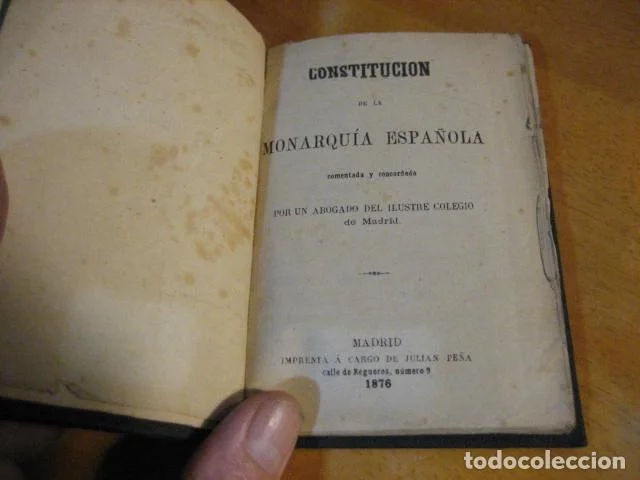 CONSTITUCION
DE LA
MONARQUÍA ESPAÑOLA
comentada y concordada
POR UN ABOGADO DEL ILUSTRE COLEGIO
de Madrid.
MADRID
IMPRENTA Á CARGO DE JULIAN PEÑA
calle de Regueros, número 9
1876
todocoleccion.net